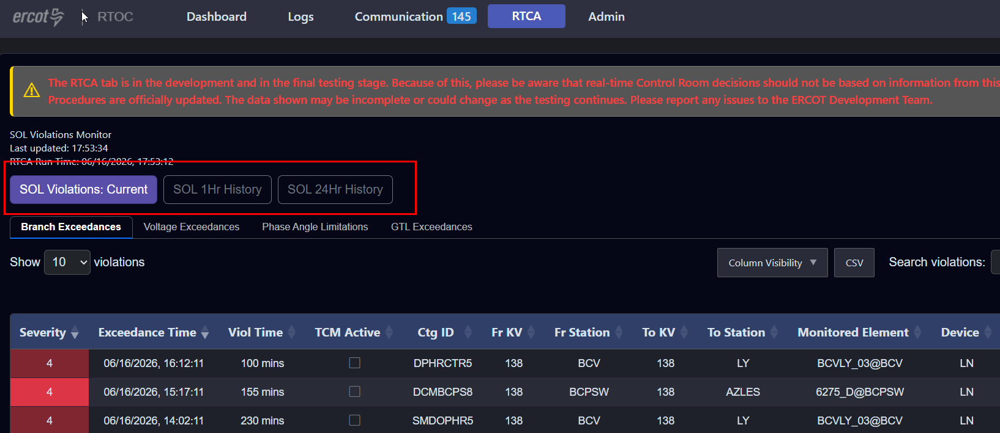 ercot RTOC Dashboard Logs Communication 145 RTCA Admin
The RTCA tab is in the development and in the final testing stage. Because of this, please be aware that real-time Control Room decisions should not be based on information from this
Procedures are officially updated. The data shown may be incomplete or could change as the testing continues. Please report any issues to the ERCOT Development Team.
SOL Violations Monitor
Last updated: 17:53:34
RTCA Run Time: 06/16/2026, 17:53:12
SOL Violations: Current SOL 1Hr History SOL 24Hr History
Branch Exceedances Voltage Exceedances Phase Angle Limitations GTL Exceedances
Show 10 violations Column Visibility CSV Search violations:
Severity Exceedance Time Viol Time TCM Active Ctg ID Fr KV Fr Station To KV To Station Monitored Element Device
4 06/16/2026, 16:12:11 100 mins DPHRCTR5 138 BCV 138 LY BCVLY_03@BCV LN
4 06/16/2026, 15:17:11 155 mins DCMBCPS8 138 BCPSW 138 AZLES 6275_D@BCPSW LN
4 06/16/2026, 14:02:11 230 mins SMDOPHR5 138 BCV 138 LY BCVLY_03@BCV LN